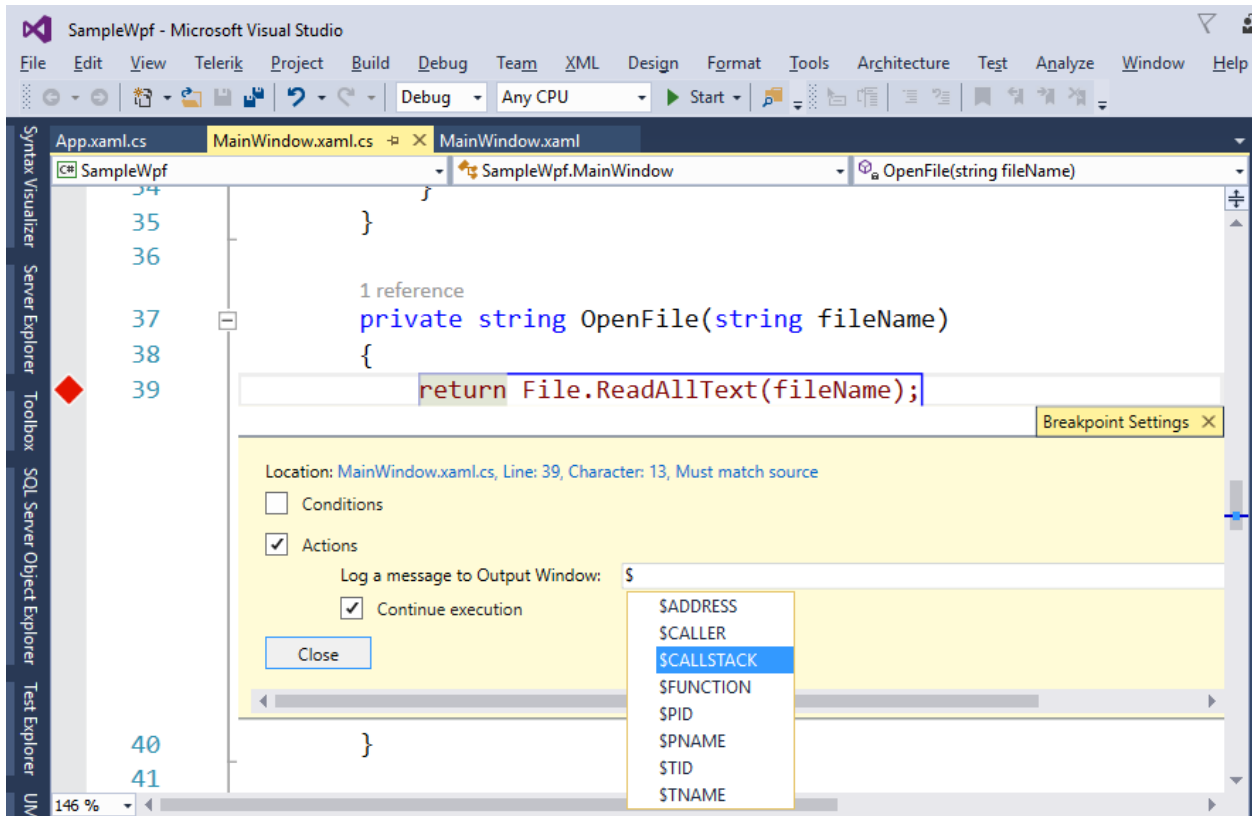 SampleWpf - Microsoft Visual Studio
File Edit View Telerik Project Build Debug Team XML Design Format Tools Architecture Test Analyze Window Help
Debug Any CPU Start
App.xaml.cs MainWindow.xaml.cs MainWindow.xaml
C# SampleWpf SampleWpf.MainWindow OpenFile(string fileName)
Syntax Visualizer
Server Explorer
Toolbox
SQL Server Object Explorer
Test Explorer
34 }
35 }
36
1 reference
37 private string OpenFile(string fileName)
38 {
39 return File.ReadAllText(fileName);
Breakpoint Settings
Location: MainWindow.xaml.cs, Line: 39, Character: 13, Must match source
Conditions
Actions
Log a message to Output Window: $
Continue execution
Close
$ADDRESS
$CALLER
$CALLSTACK
$FUNCTION
$PID
$PNAME
$TID
$TNAME
40 }
41
146 %